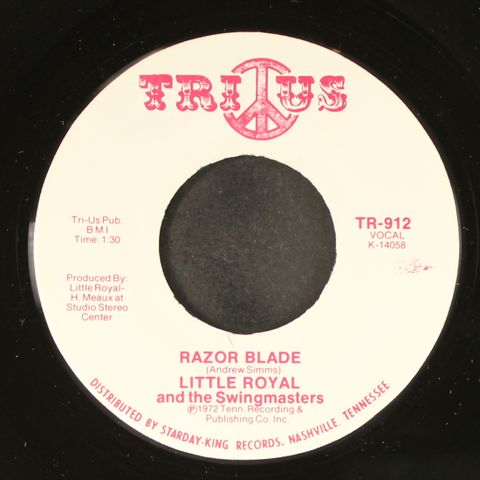 TRI US
Tri-Us Pub.
BMI
Time: 1:30
TR-912
VOCAL
K-14058
Produced By:
Little Royal-
H. Meaux at
Studio Stereo
Center
RAZOR BLADE
(Andrew Simms)
LITTLE ROYAL
and the Swingmasters
℗1972 Tenn. Recording &
Publishing Co. Inc.
DISTRIBUTED BY STARDAY-KING RECORDS, NASHVILLE, TENNESSEE